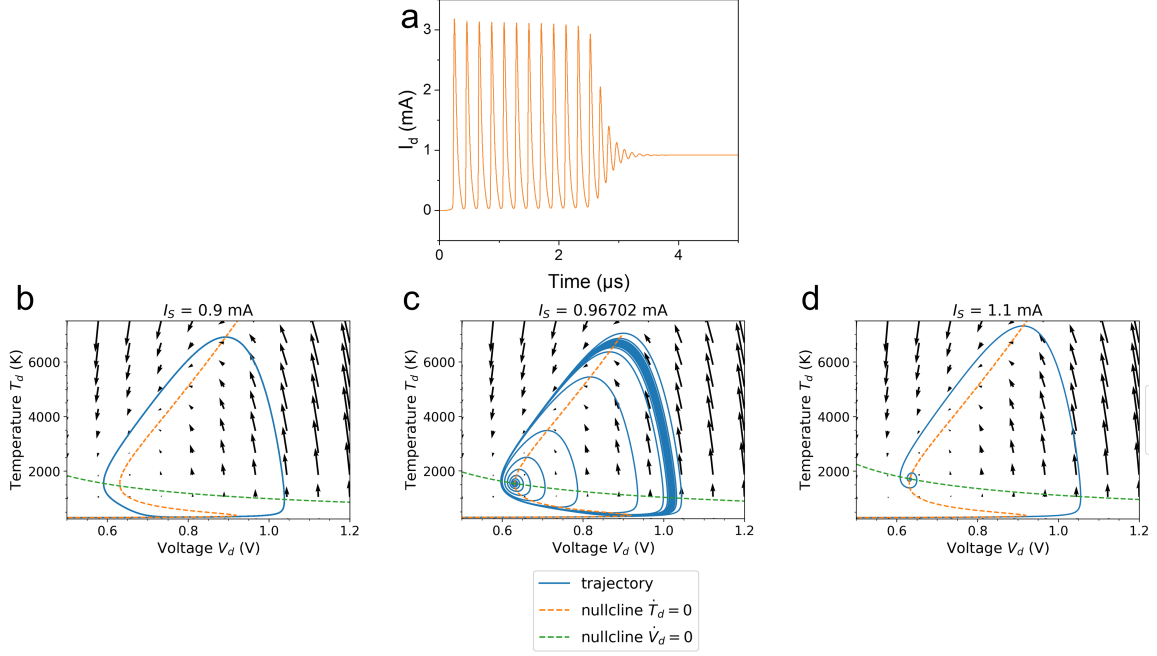 a
3
2
1
0
I_d (mA)
0
2
4
Time (µs)
b
I_S = 0.9 mA
6000
4000
2000
Temperature T_d (K)
0.6
0.8
1.0
1.2
Voltage V_d (V)
c
I_S = 0.96702 mA
6000
4000
2000
Temperature T_d (K)
0.6
0.8
1.0
1.2
Voltage V_d (V)
d
I_S = 1.1 mA
6000
4000
2000
Temperature T_d (K)
0.6
0.8
1.0
1.2
Voltage V_d (V)
trajectory
nullcline Ṫ_d = 0
nullcline V̇_d = 0